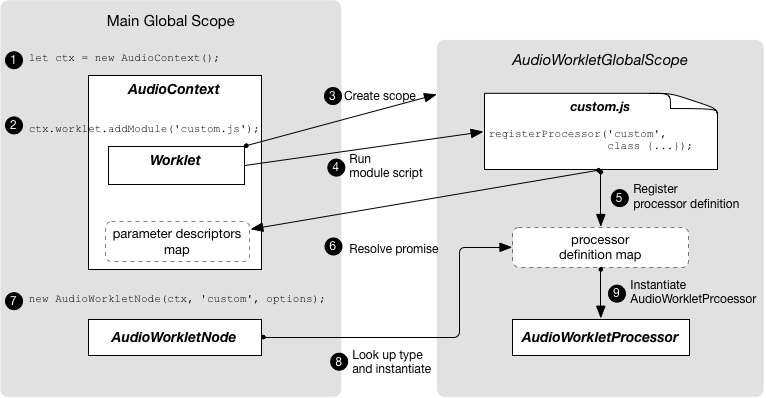 Main Global Scope
1 let ctx = new AudioContext();
AudioContext
2 ctx.worklet.addModule('custom.js');
Worklet
parameter descriptors
map
7 new AudioWorkletNode(ctx, 'custom', options);
AudioWorkletNode
3 Create scope
4 Run
module script
6 Resolve promise
8 Look up type
and instantiate
AudioWorkletGlobalScope
custom.js
registerProcessor('custom',
class {...});
5 Register
processor definition
processor
definition map
9 Instantiate
AudioWorkletPrcoessor
AudioWorkletProcessor